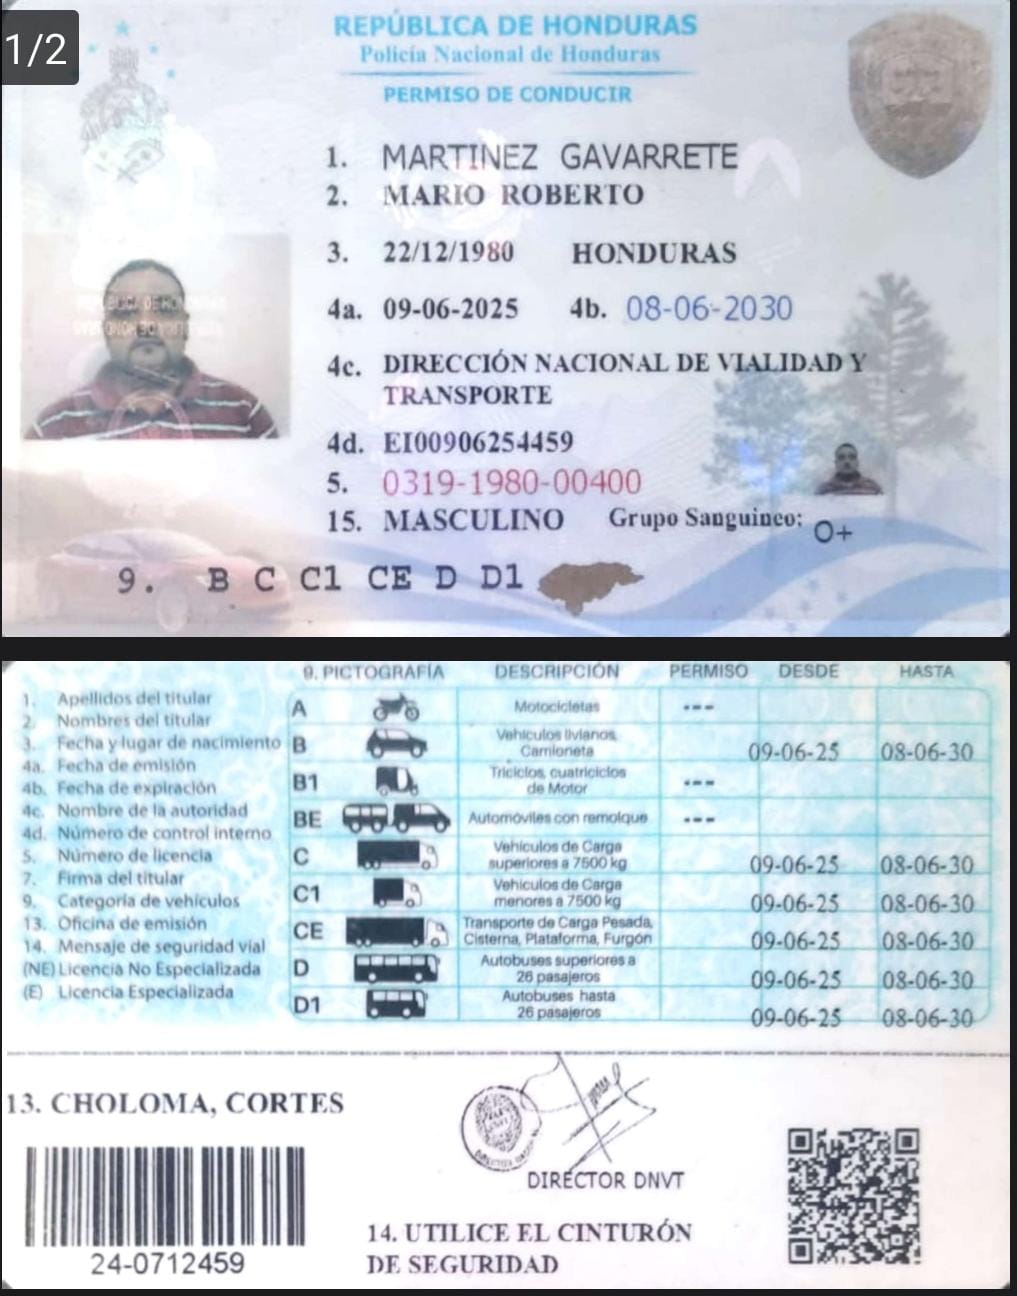 1/2
REPÚBLICA DE HONDURAS
Policía Nacional de Honduras
PERMISO DE CONDUCIR
1. MARTINEZ GAVARRETE
2. MARIO ROBERTO
3. 22/12/1980 HONDURAS
4a. 09-06-2025 4b. 08-06-2030
4c. DIRECCIÓN NACIONAL DE VIALIDAD Y
TRANSPORTE
4d. EI00906254459
5. 0319-1980-00400
15. MASCULINO Grupo Sanguineo: O+
9. B C C1 CE D D1
9. PICTOGRAFÍA DESCRIPCIÓN PERMISO DESDE HASTA
1. Apellidos del titular
2. Nombres del titular
3. Fecha y lugar de nacimiento
4a. Fecha de emisión
4b. Fecha de expiración
4c. Nombre de la autoridad
4d. Número de control interno
5. Número de licencia
7. Firma del titular
9. Categoría de vehículos
13. Oficina de emisión
14. Mensaje de seguridad vial
(NE) Licencia No Especializada
(E) Licencia Especializada
A Motocicletas ---
B Vehículos livianos, Camioneta 09-06-25 08-06-30
B1 Triciclos, cuatriciclos de Motor ---
BE Automóviles con remolque ---
C Vehículos de Carga superiores a 7500 kg 09-06-25 08-06-30
C1 Vehículos de Carga menores a 7500 kg 09-06-25 08-06-30
CE Transporte de Carga Pesada, Cisterna, Plataforma, Furgón 09-06-25 08-06-30
D Autobuses superiores a 26 pasajeros 09-06-25 08-06-30
D1 Autobuses hasta 26 pasajeros 09-06-25 08-06-30
13. CHOLOMA, CORTES
DIRECTOR DNVT
24-0712459
14. UTILICE EL CINTURÓN
DE SEGURIDAD